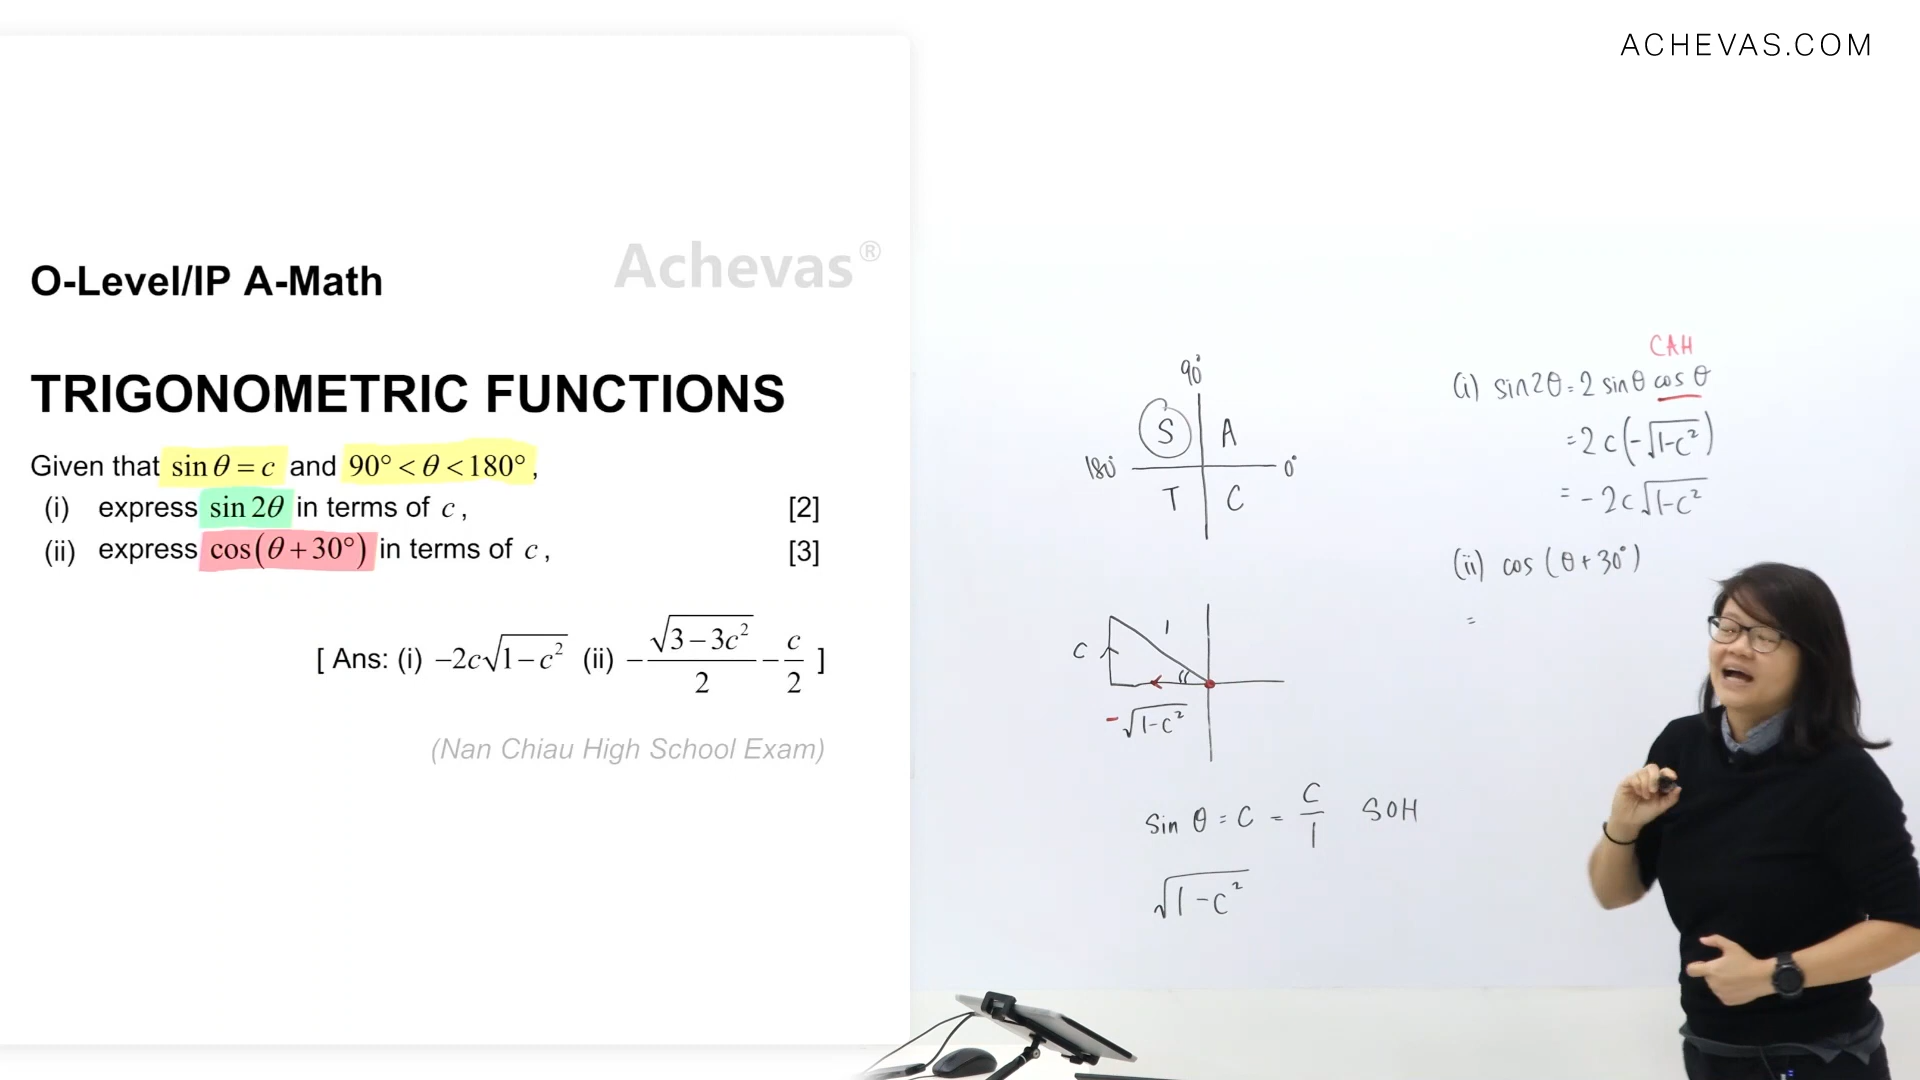 ACHEVAS.COM
Achevas®
O-Level/IP A-Math
TRIGONOMETRIC FUNCTIONS
Given that sin θ = c and 90° < θ < 180°,
(i) express sin 2θ in terms of c, [2]
(ii) express cos(θ + 30°) in terms of c, [3]
[ Ans: (i) −2c√(1−c²) (ii) −√(3−3c²)/2 − c/2 ]
(Nan Chiau High School Exam)
90°
S A
180° 0°
T C
c 1
-√(1-c²)
sin θ = c = c/1 SOH
√(1-c²)
CAH
(i) sin2θ = 2 sin θ cos θ
= 2c(-√(1-c²))
= -2c√(1-c²)
(ii) cos (θ + 30°)
=